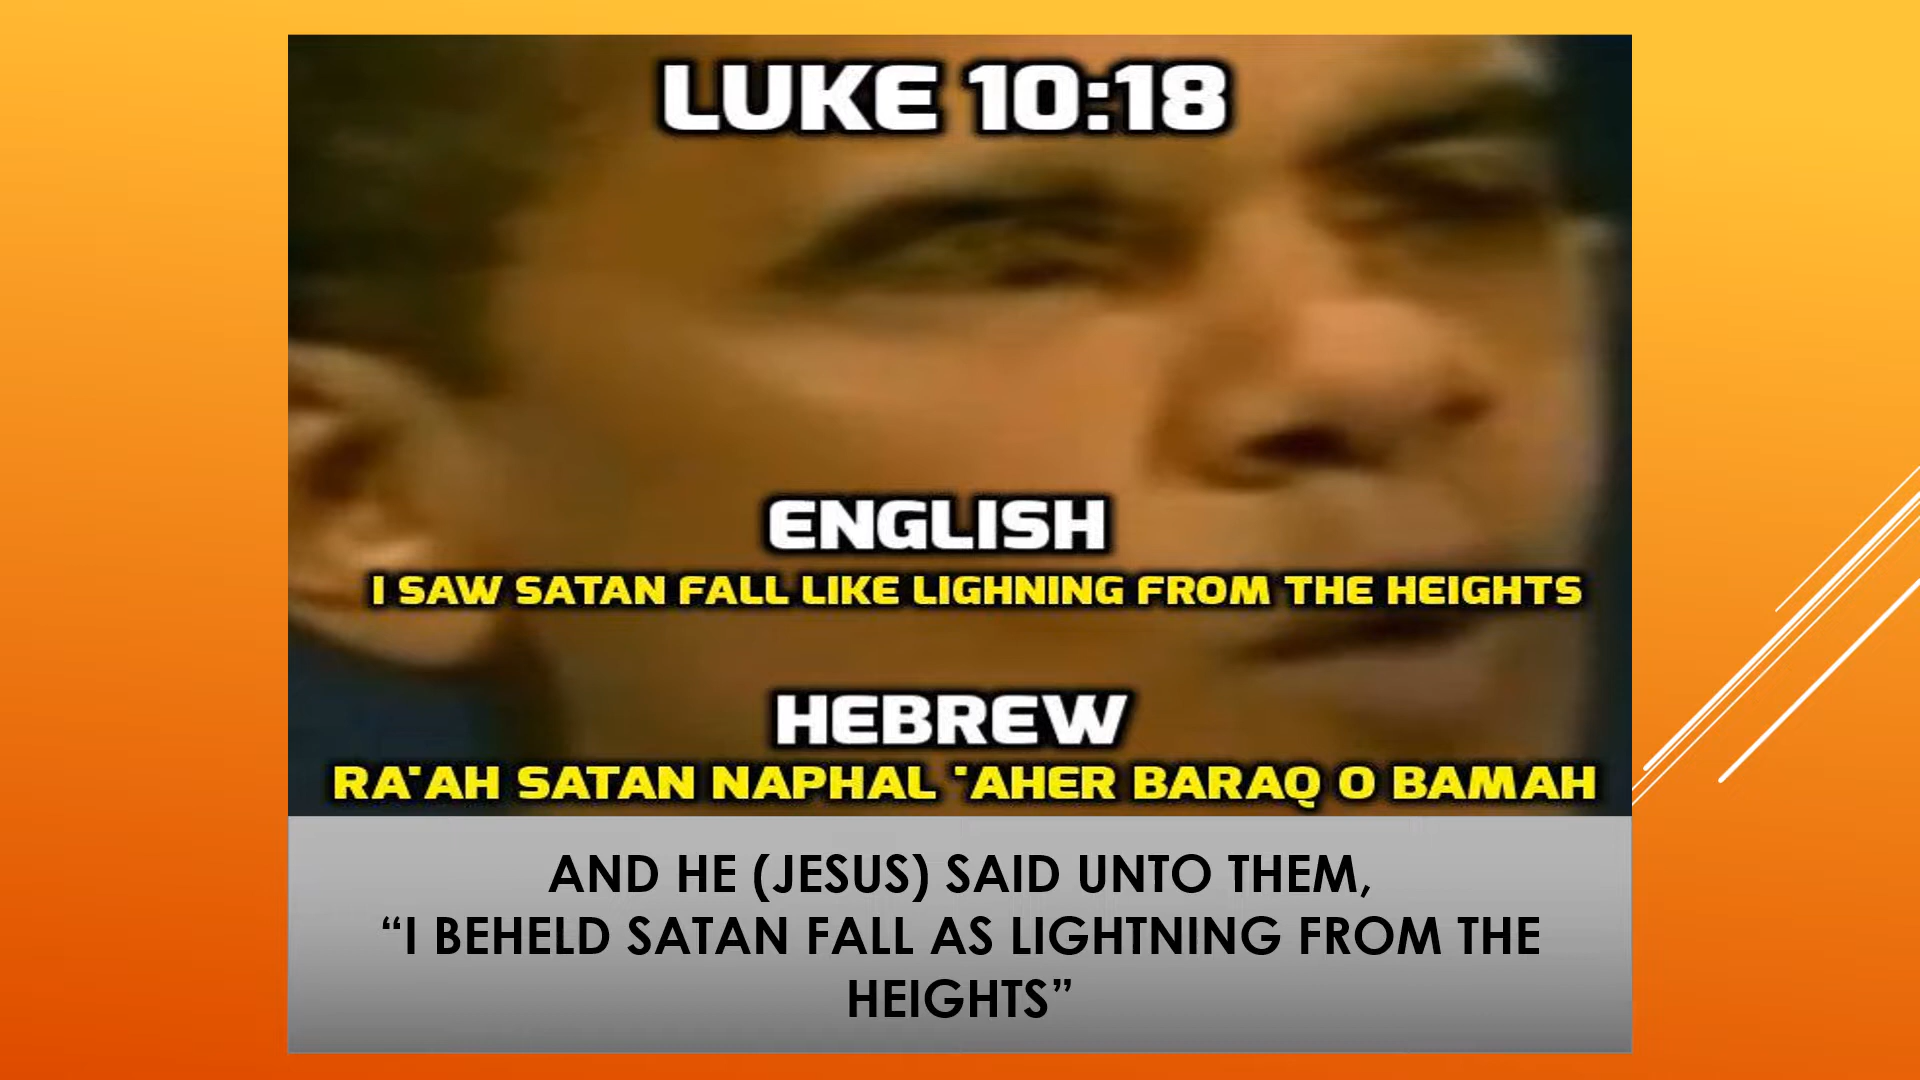 LUKE 10:18
ENGLISH
I SAW SATAN FALL LIKE LIGHNING FROM THE HEIGHTS
HEBREW
RA'AH SATAN NAPHAL 'AHER BARAQ O BAMAH
AND HE (JESUS) SAID UNTO THEM,
“I BEHELD SATAN FALL AS LIGHTNING FROM THE
HEIGHTS”